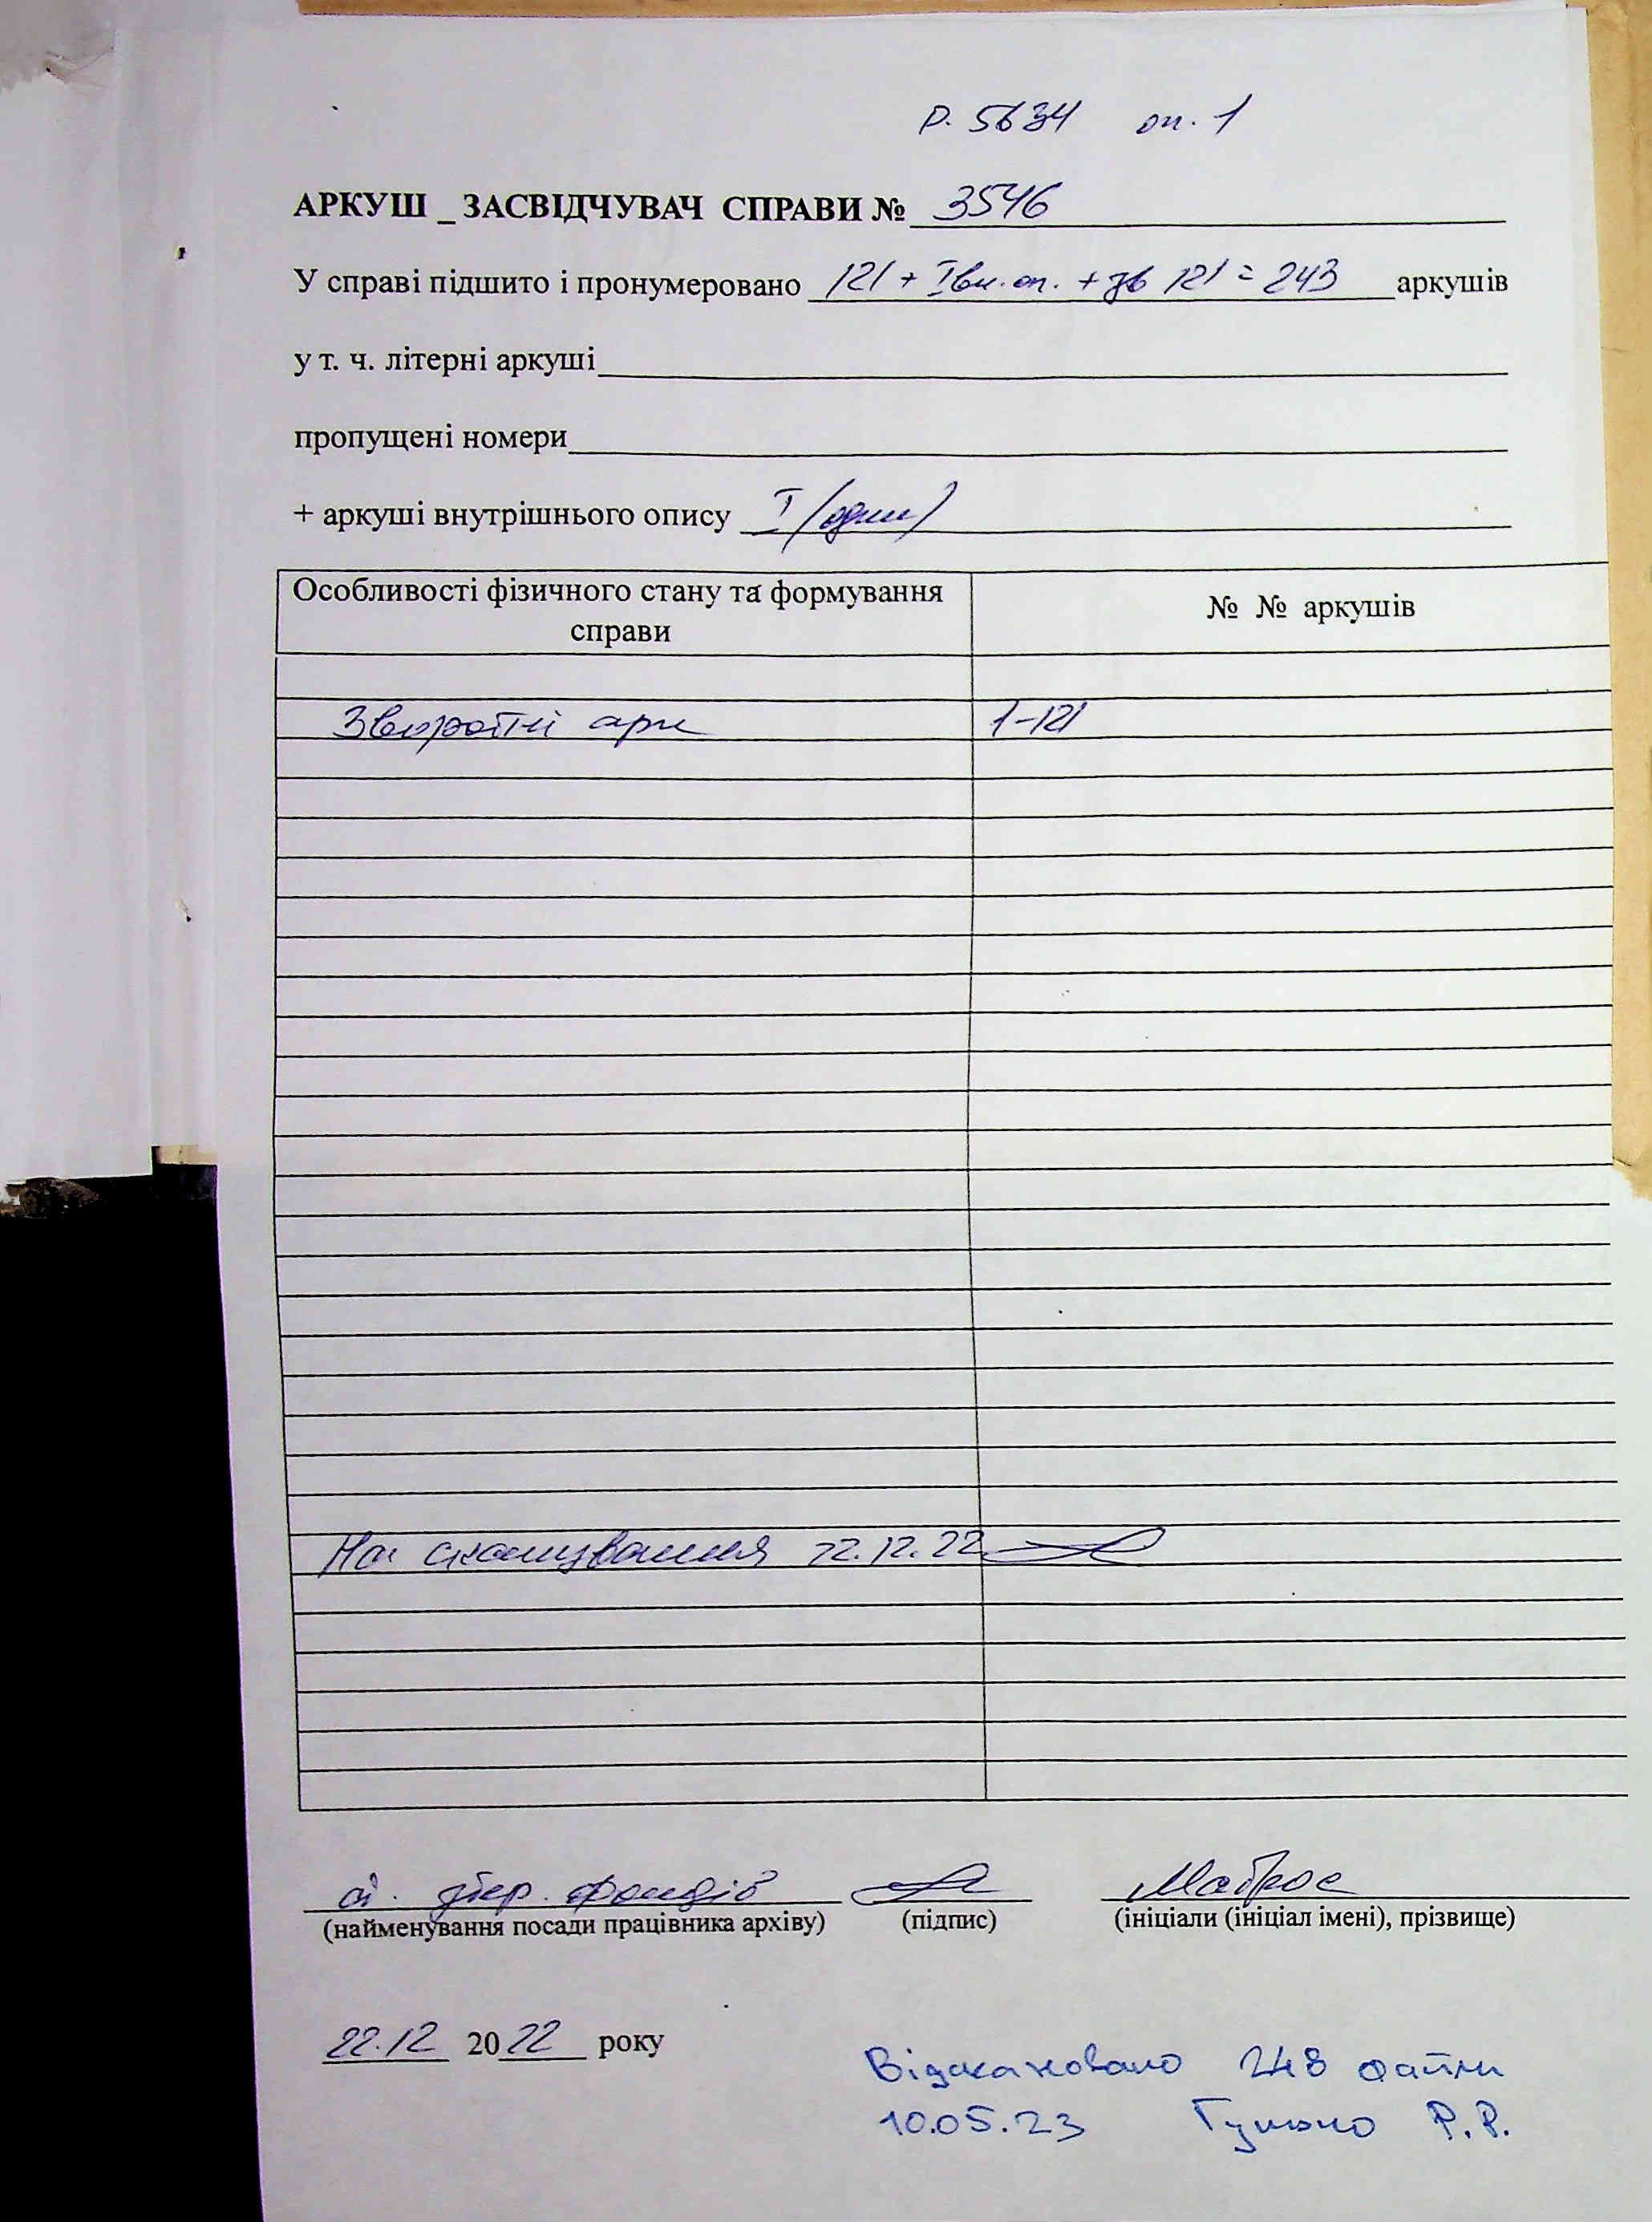 Р. 5634 оп. 1
АРКУШ _ ЗАСВІДЧУВАЧ СПРАВИ № 3546
У справі підшито і пронумеровано 121 + I вн. оп. + зв 121 = 243 аркушів
у т. ч. літерні аркуші
пропущені номери
+ аркуші внутрішнього опису I (один)
Особливості фізичного стану та формування справи
№ № аркушів
Зворотні арк 1-121
На сканування 22.12.22
збер. фондів
(найменування посади працівника архіву) (підпис) (ініціали (ініціал імені), прізвище)
22.12 2022 року
Відскановано 248 файли
10.05.23 Р.Р.